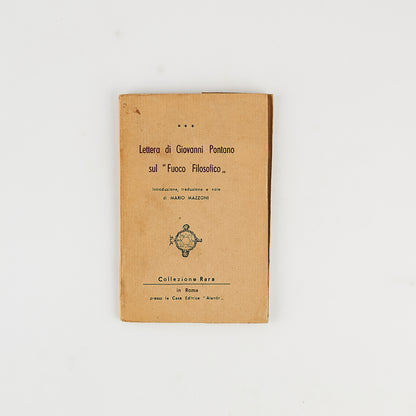 * * *
Lettera di Giovanni Pontano
sul "Fuoco Filosofico„
Introduzione, traduzione e note
di MARIO MAZZONI
Collezione Rara
in Roma
presso la Casa Editrice "Atanòr„